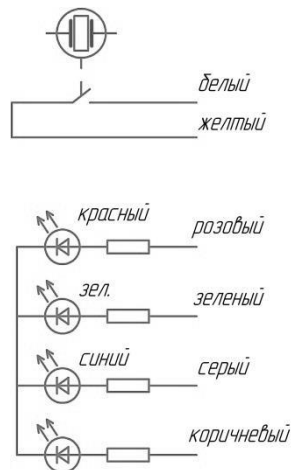 белый
желтый
красный
розовый
зел.
зеленый
синий
серый
коричневый